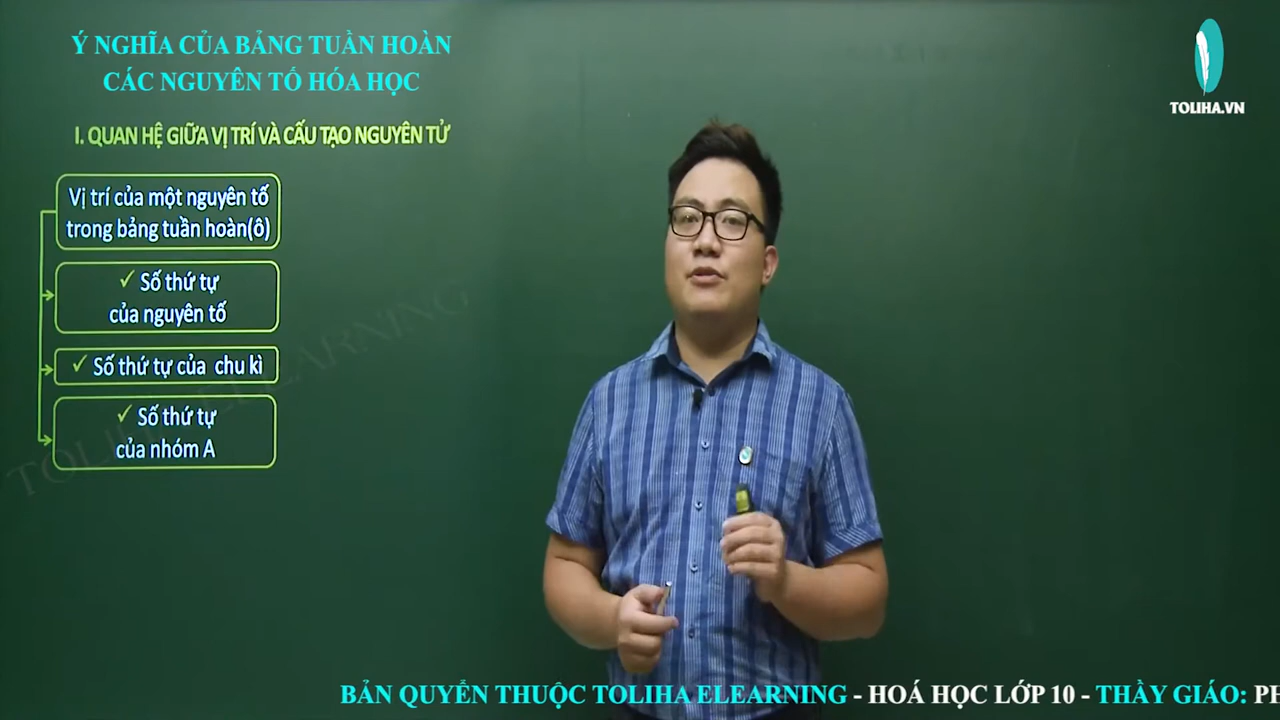 Ý NGHĨA CỦA BẢNG TUẦN HOÀN
CÁC NGUYÊN TỐ HÓA HỌC
I. QUAN HỆ GIỮA VỊ TRÍ VÀ CẤU TẠO NGUYÊN TỬ
Vị trí của một nguyên tố
trong bảng tuần hoàn(ô)
✓ Số thứ tự
của nguyên tố
✓ Số thứ tự của chu kì
✓ Số thứ tự
của nhóm A
TOLIHA.VN
TOLIHA ELEARNING
BẢN QUYỀN THUỘC TOLIHA ELEARNING - HOÁ HỌC LỚP 10 - THẦY GIÁO: PH